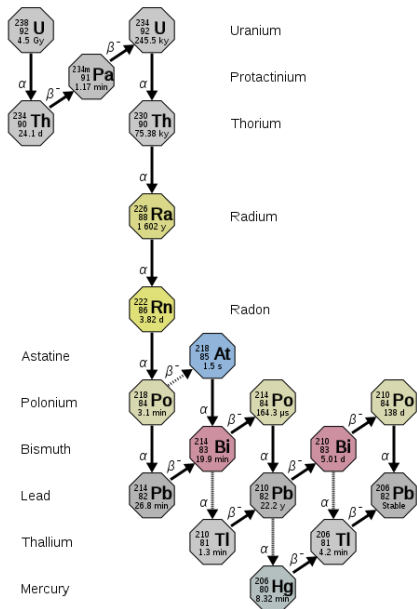 238 92 U 4.5 Gy
234 92 U 245.5 ky
Uranium
β⁻
β⁻
234m 91 Pa 1.17 min
Protactinium
α
α
234 90 Th 24.1 d
230 90 Th 75.38 ky
Thorium
α
226 88 Ra 1 602 y
Radium
α
222 86 Rn 3.82 d
Radon
α
Astatine
β⁻
218 85 At 1.5 s
Polonium
218 84 Po 3.1 min
α
214 84 Po 164.3 µs
210 84 Po 138 d
α
β⁻
α
β⁻
α
Bismuth
214 83 Bi 19.9 min
210 83 Bi 5.01 d
β⁻
β⁻
Lead
214 82 Pb 26.8 min
α
210 82 Pb 22.2 y
α
206 82 Pb Stable
β⁻
β⁻
Thallium
210 81 Tl 1.3 min
α
206 81 Tl 4.2 min
β⁻
Mercury
206 80 Hg 8.32 min